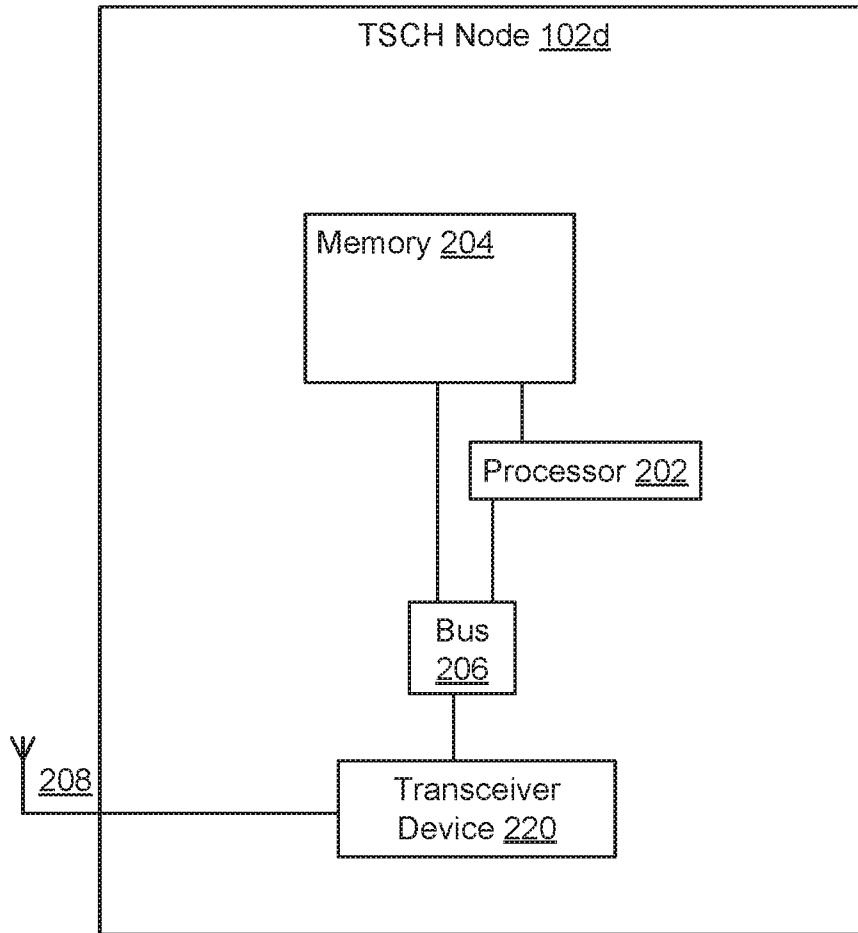 TSCH Node 102d
Memory 204
Processor 202
Bus
206
208
Transceiver
Device 220